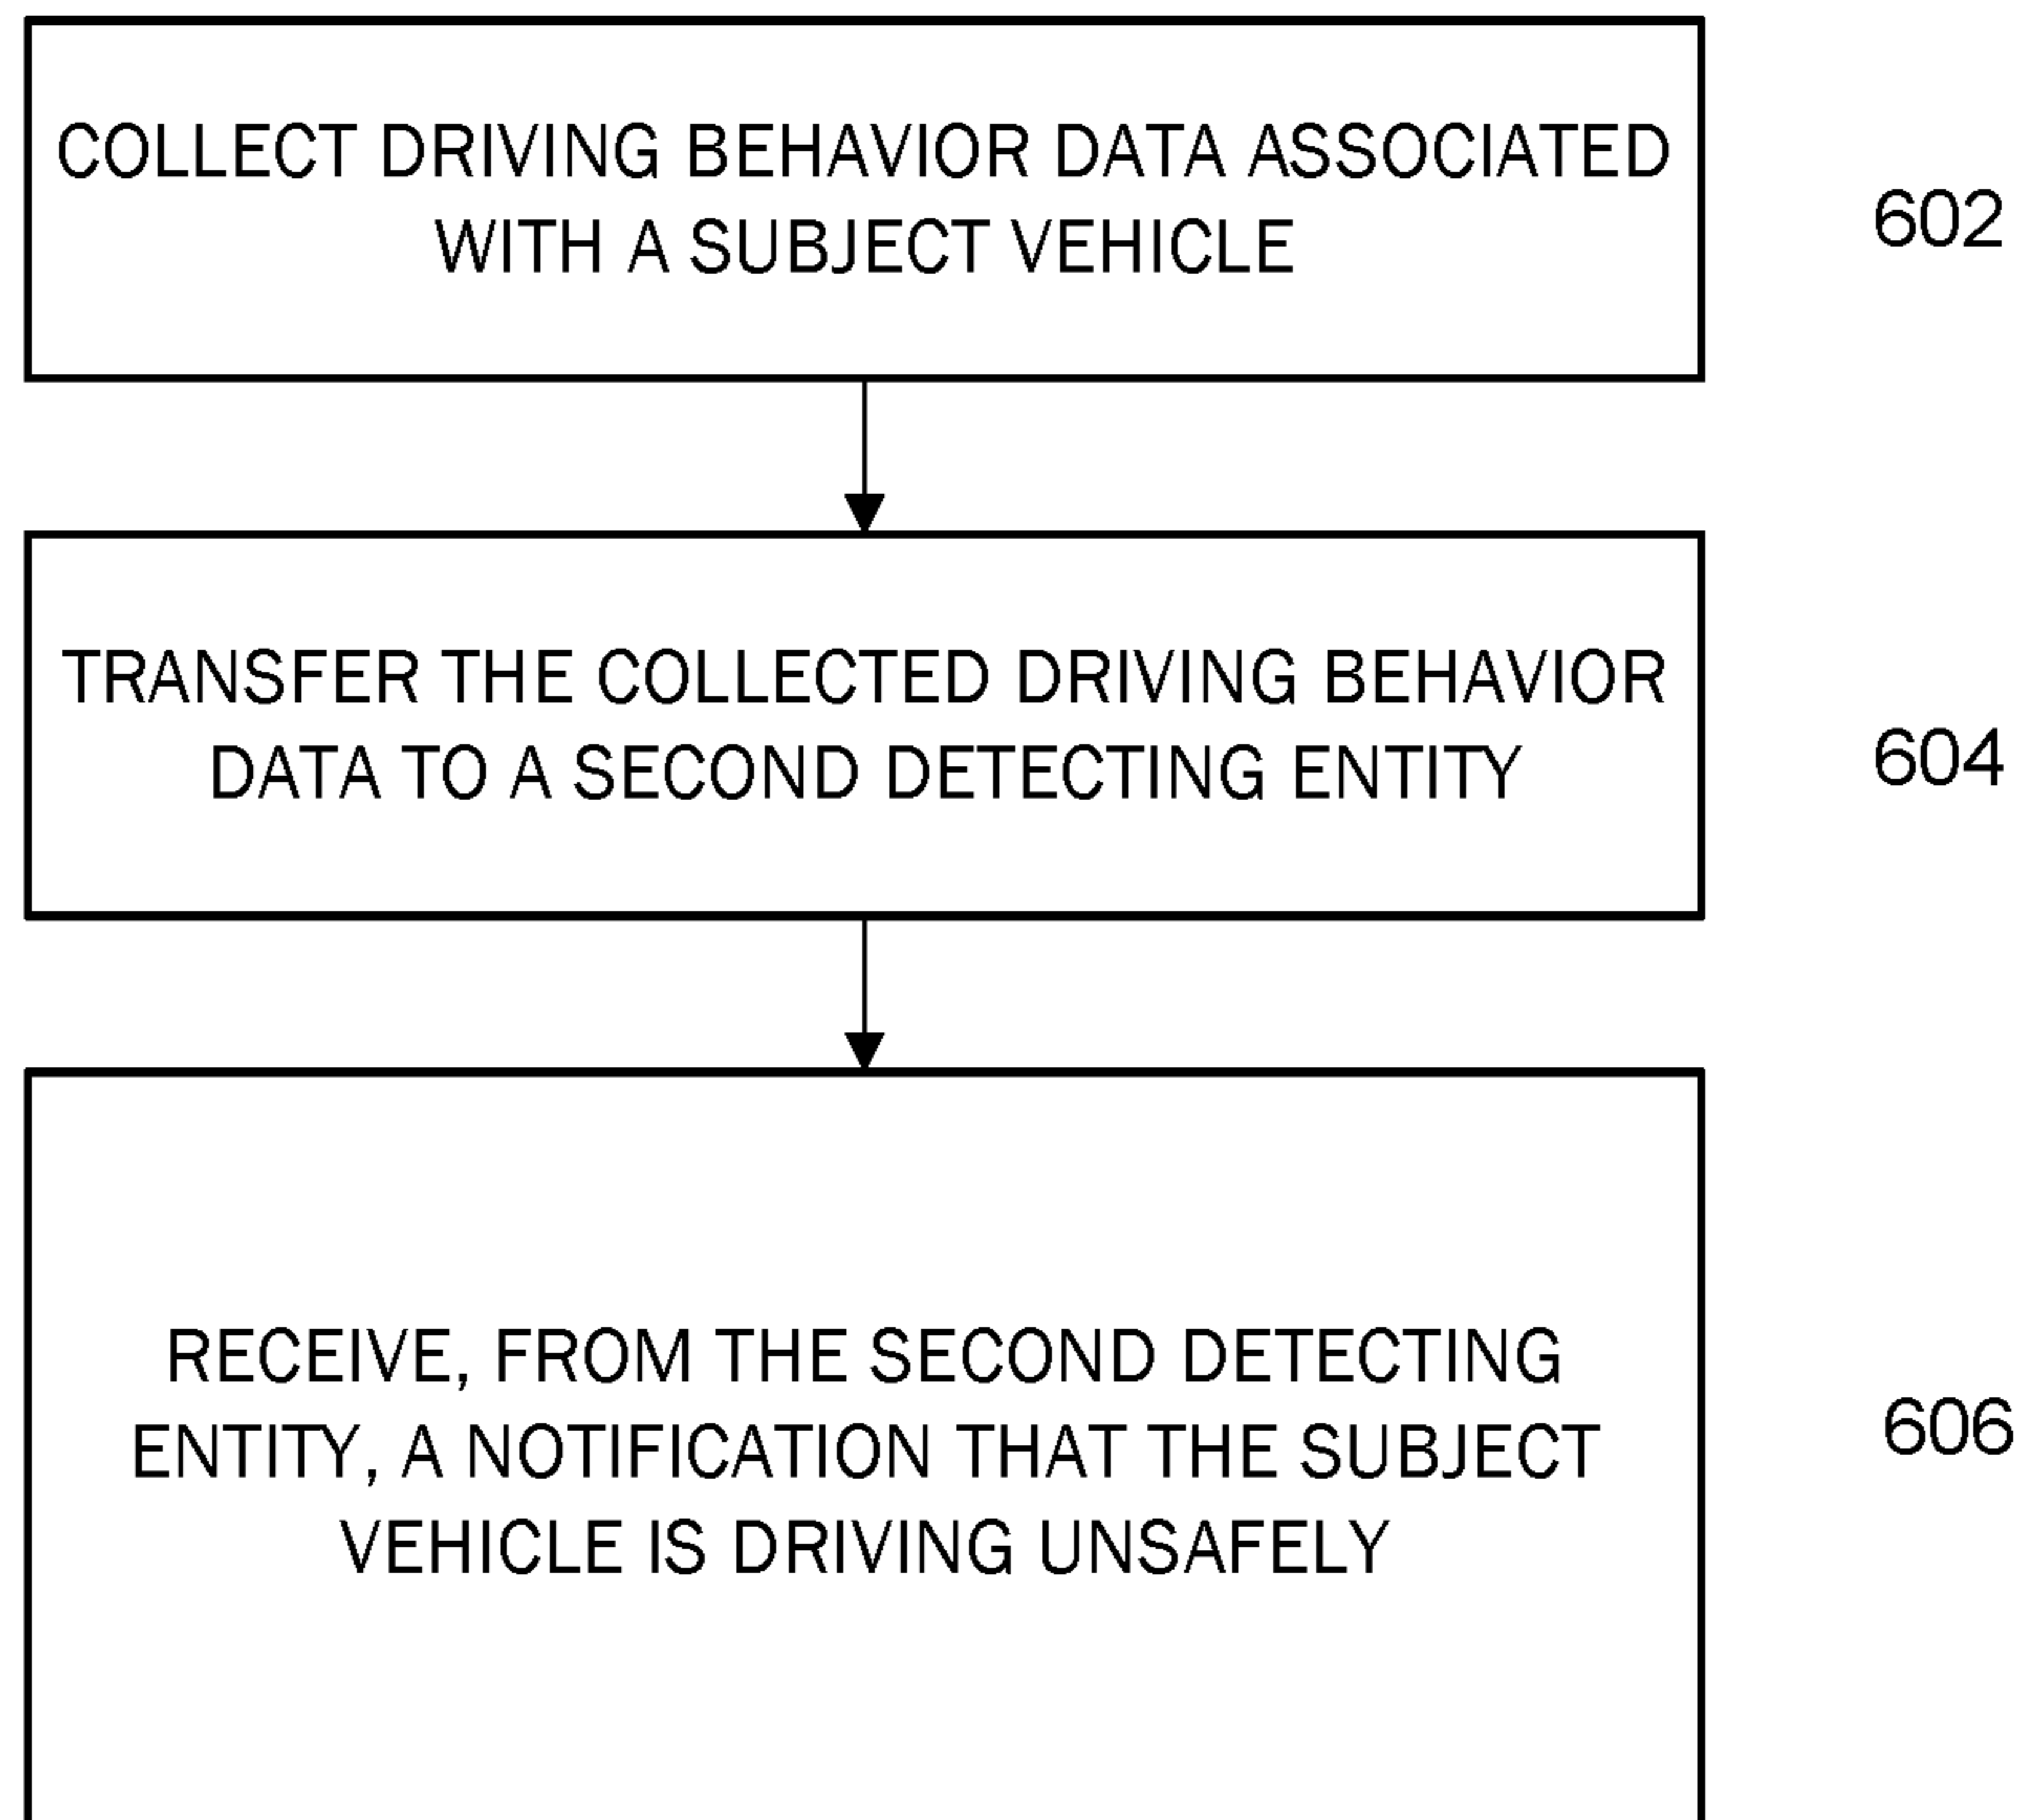 COLLECT DRIVING BEHAVIOR DATA ASSOCIATED
WITH A SUBJECT VEHICLE
602
TRANSFER THE COLLECTED DRIVING BEHAVIOR
DATA TO A SECOND DETECTING ENTITY
604
RECEIVE, FROM THE SECOND DETECTING
ENTITY, A NOTIFICATION THAT THE SUBJECT
VEHICLE IS DRIVING UNSAFELY
606